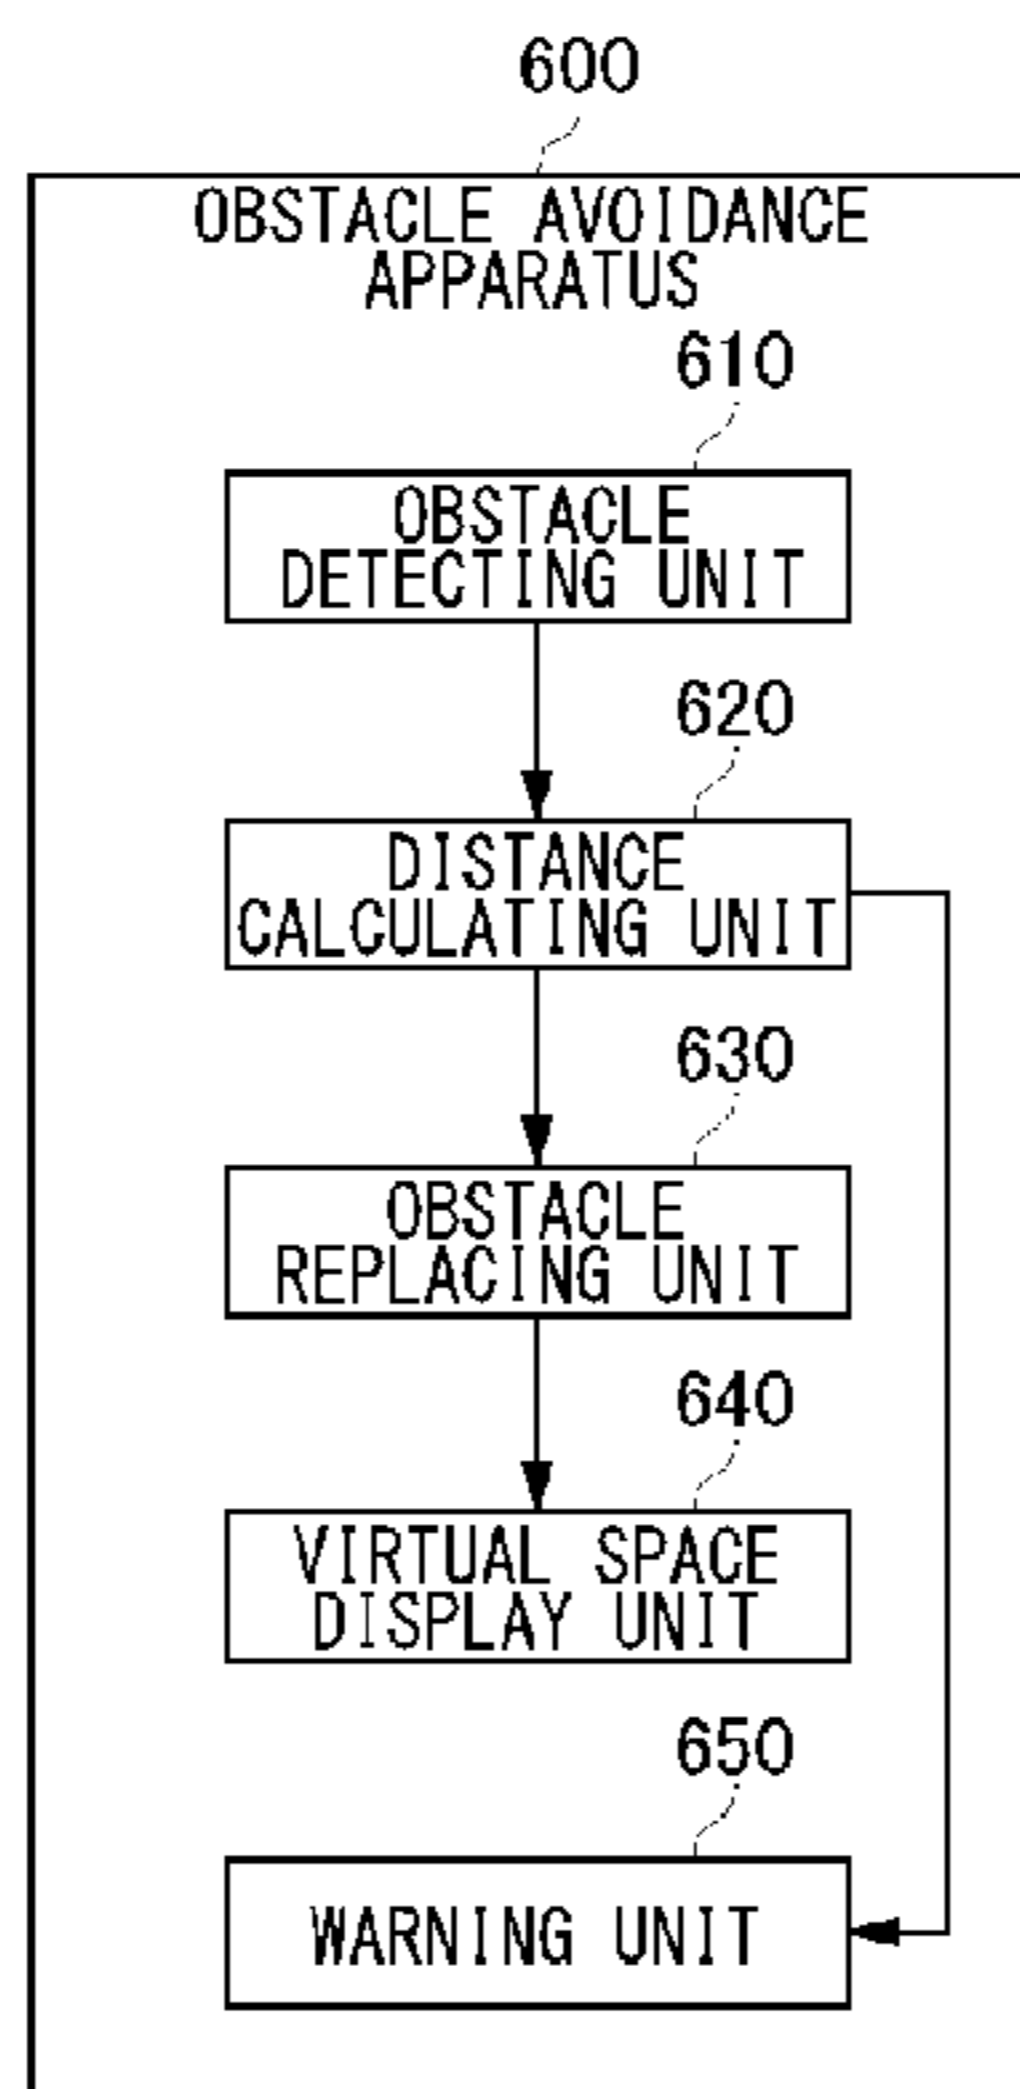 600
OBSTACLE AVOIDANCE
APPARATUS
610
OBSTACLE
DETECTING UNIT
620
DISTANCE
CALCULATING UNIT
630
OBSTACLE
REPLACING UNIT
640
VIRTUAL SPACE
DISPLAY UNIT
650
WARNING UNIT